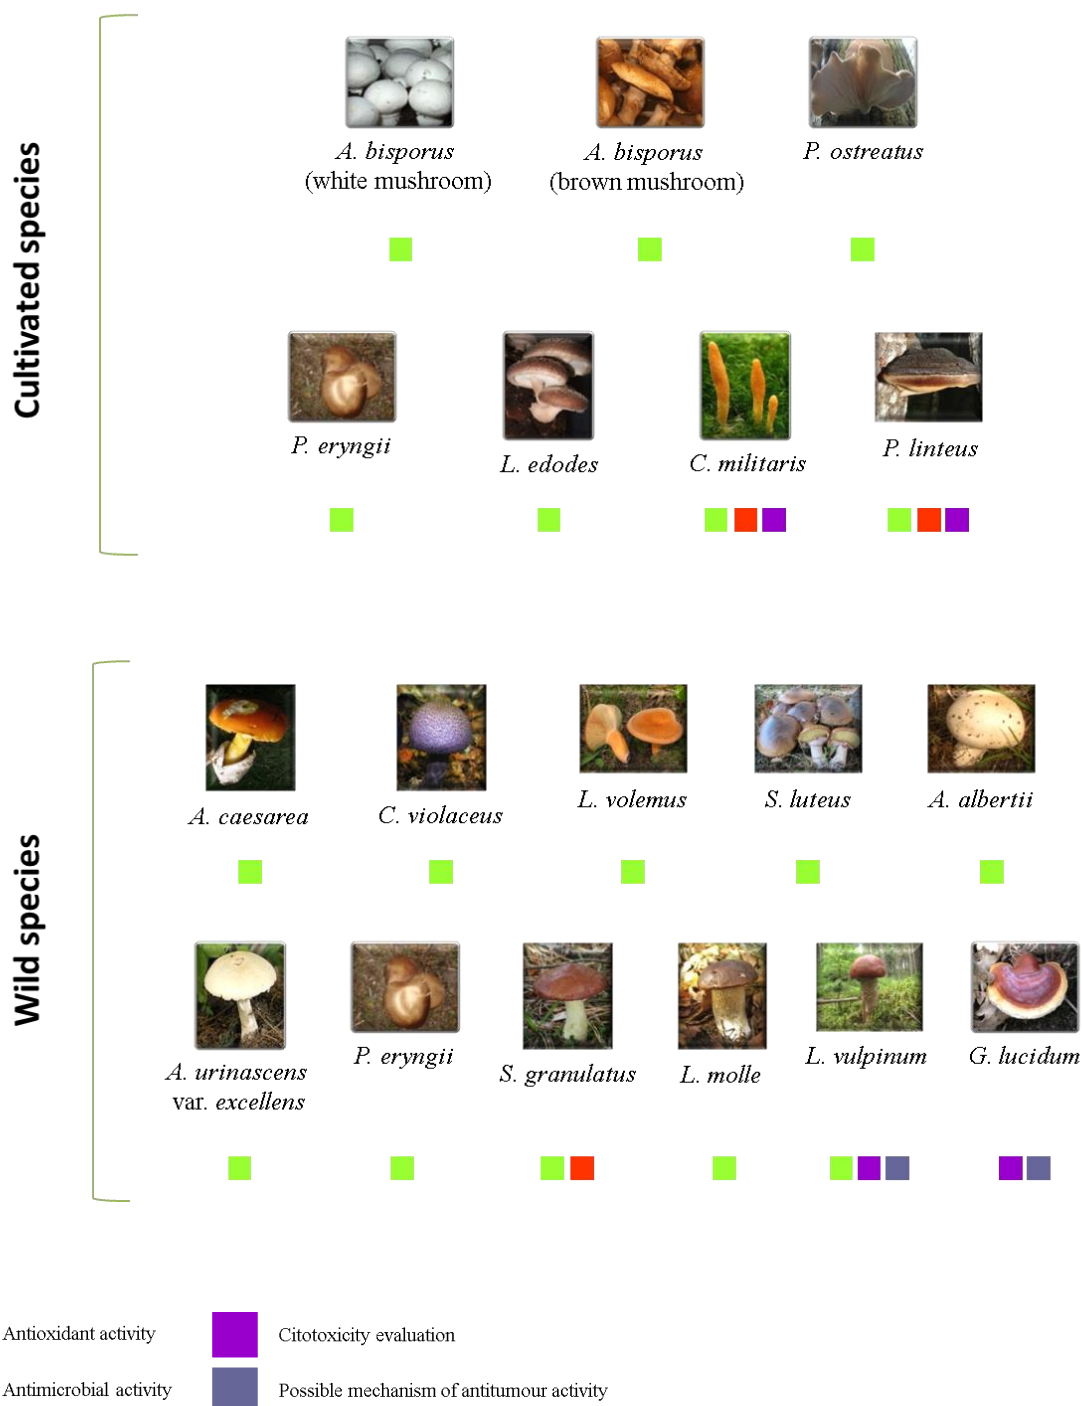 Cultivated species
A. bisporus
(white mushroom)
A. bisporus
(brown mushroom)
P. ostreatus
P. eryngii
L. edodes
C. militaris
P. linteus
Wild species
A. caesarea
C. violaceus
L. volemus
S. luteus
A. albertii
A. urinascens
var. excellens
P. eryngii
S. granulatus
L. molle
L. vulpinum
G. lucidum
Antioxidant activity
Citotoxicity evaluation
Antimicrobial activity
Possible mechanism of antitumour activity